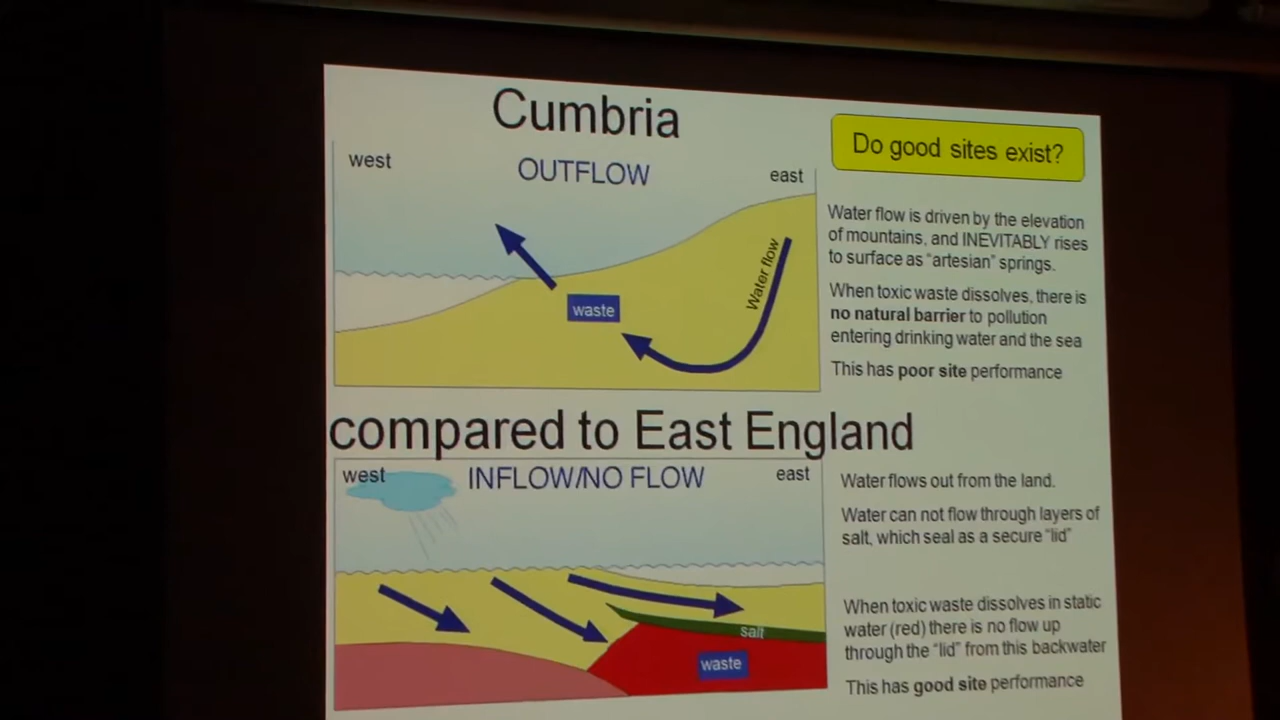 Cumbria
west
OUTFLOW
east
Water flow
waste
Do good sites exist?
Water flow is driven by the elevation
of mountains, and INEVITABLY rises
to surface as “artesian” springs.
When toxic waste dissolves, there is
no natural barrier to pollution
entering drinking water and the sea
This has poor site performance
compared to East England
west
INFLOW/NO FLOW
east
salt
waste
Water flows out from the land.
Water can not flow through layers of
salt, which seal as a secure “lid”
When toxic waste dissolves in static
water (red) there is no flow up
through the “lid” from this backwater
This has good site performance